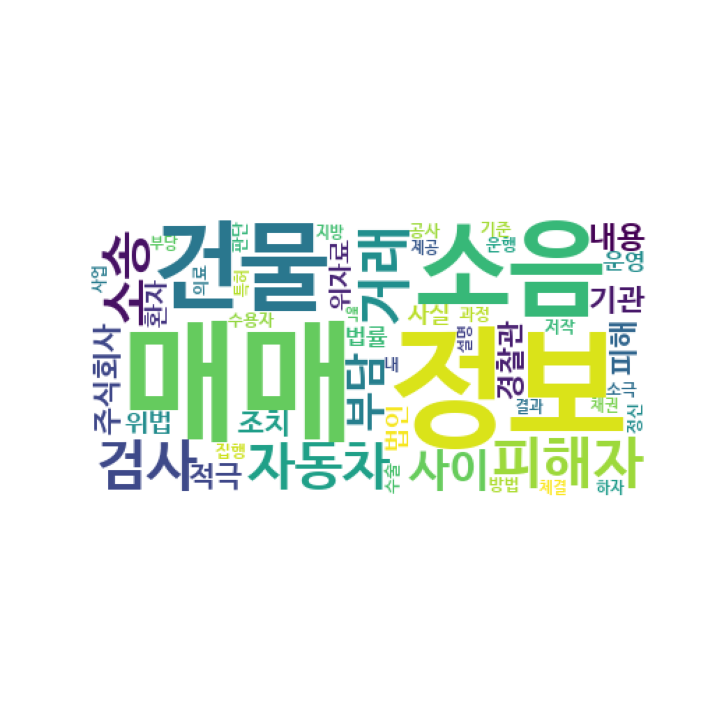 소송
부당
건물
판단
지방
거래
공사
기준
소음
내용
사업
환자
의료
특허
위자료
제공
운행
운영
기관
수용자
사실
과정
주식회사
매매
법률
부담
내
설명
정보
경찰관
저작
피해
위법
조치
법인
결과
채권
소극
정신
검사
적극
집행
자동차
수술
사이
피해자
방법
체결
하자